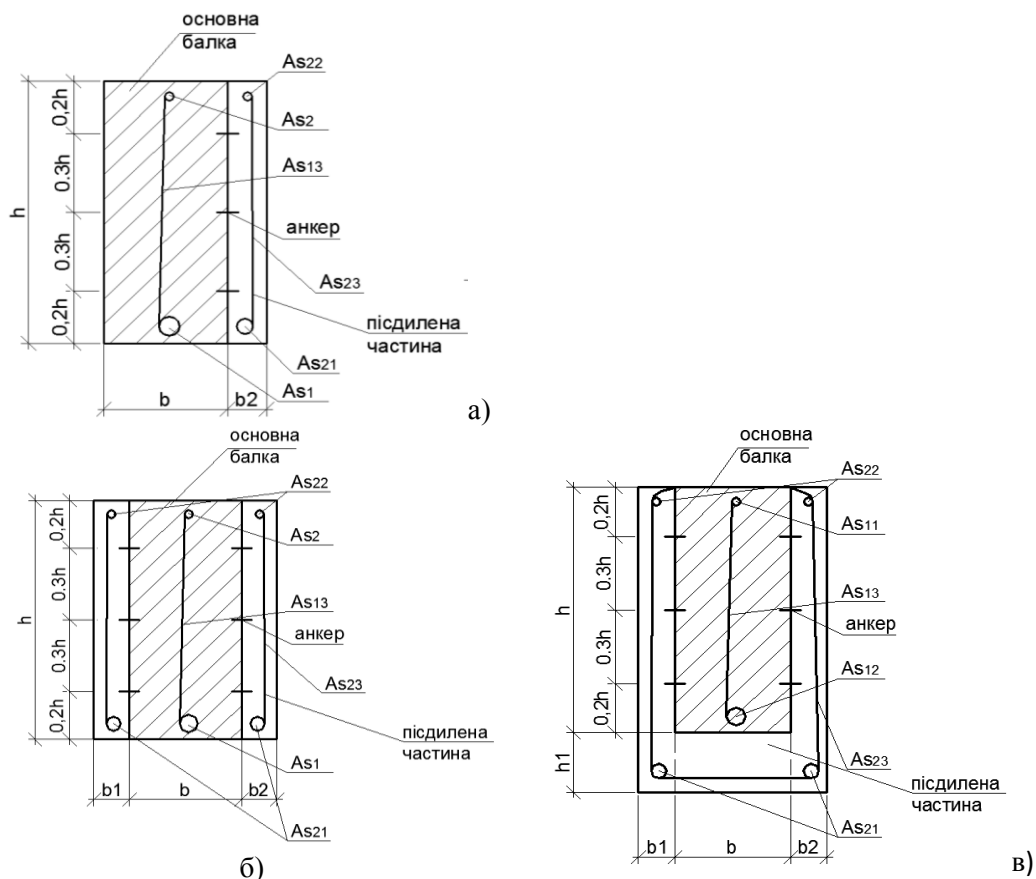 основна
балка
As22
As2
As13
анкер
As23
пісдилена
частина
As21
As1
0,2h
0.3h
0.3h
0,2h
h
b
b2
а)
основна
балка
As22
As2
As13
анкер
As23
пісдилена
частина
As1
As21
0,2h
0.3h
0.3h
0,2h
h
b1
b
b2
б)
основна
балка
As22
As11
As13
анкер
As12
As23
пісдилена
частина
As21
0,2h
0.3h
0.3h
0,2h
h
h1
b1
b
b2
в)